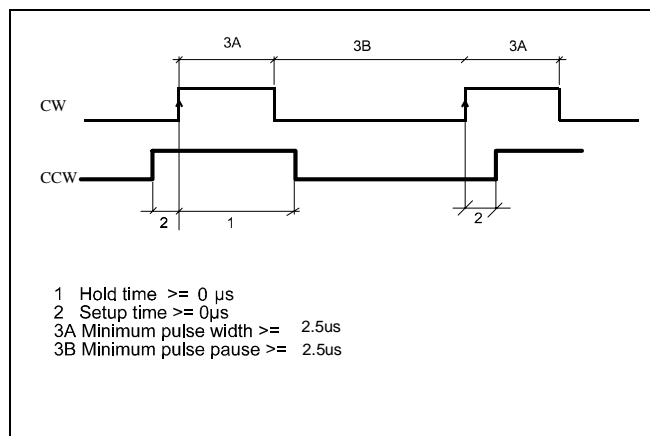 3A 3B 3A
CW
CCW
2 1 2
1 Hold time >= 0 µs
2 Setup time >= 0µs
3A Minimum pulse width >= 2.5us
3B Minimum pulse pause >= 2.5us